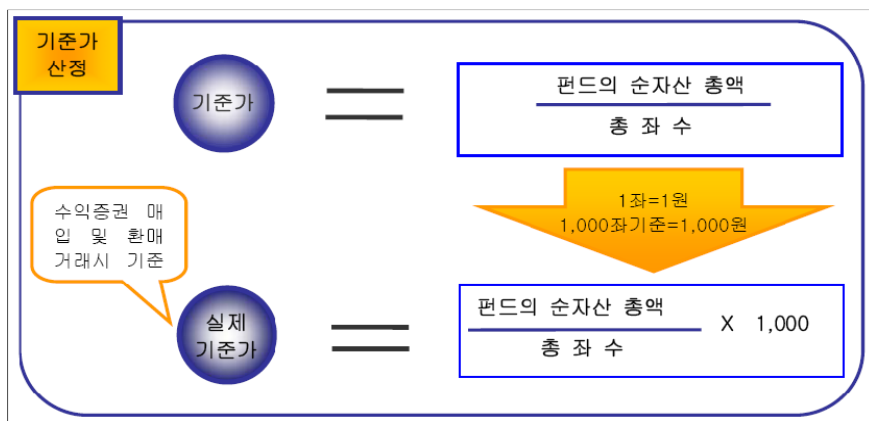 기준가
산정
기준가
펀드의 순자산 총액
총 좌 수
1좌=1원
1,000좌기준=1,000원
수익증권 매
입 및 환매
거래시 기준
실제
기준가
펀드의 순자산 총액
총 좌 수
X 1,000